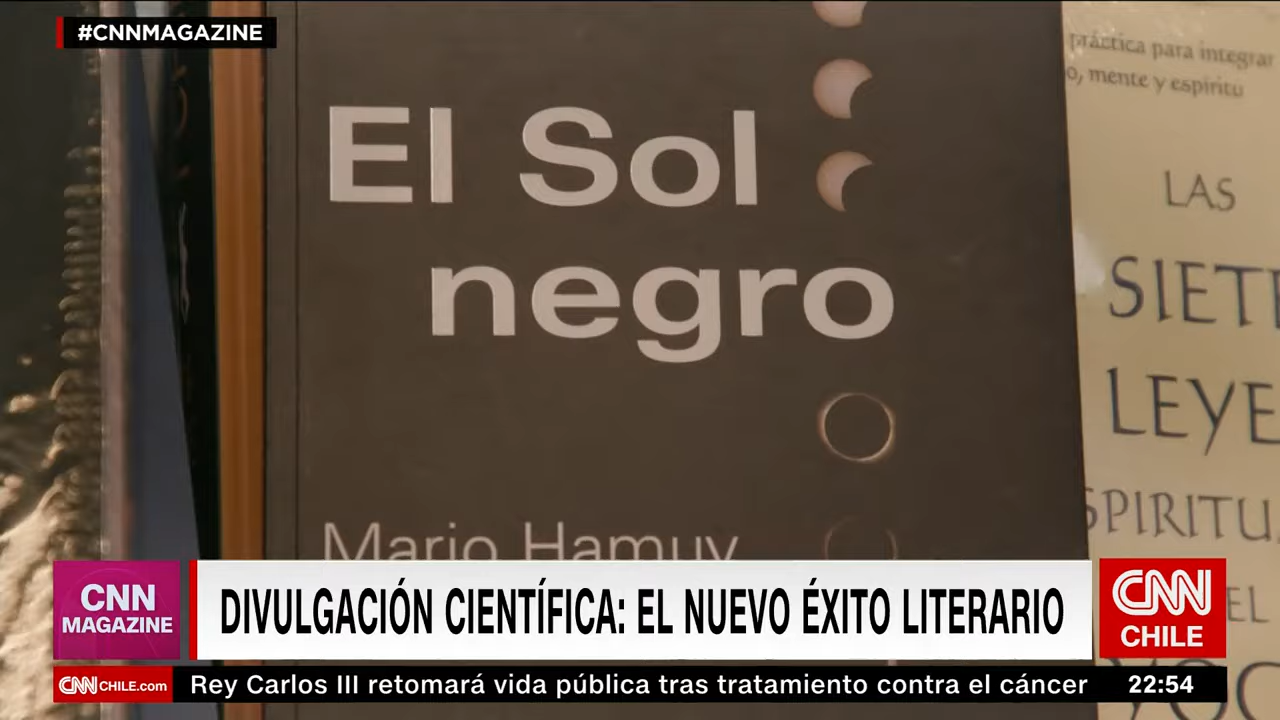 #CNNMAGAZINE
El Sol
negro
Mario Hamuy
práctica para integrar
mente y espíritu
LAS
SIETE
LEYE
SPIRITU
EL
YOG
CNN
MAGAZINE
DIVULGACIÓN CIENTÍFICA: EL NUEVO ÉXITO LITERARIO
CNN
CHILE
CNNCHILE.com
Rey Carlos III retomará vida pública tras tratamiento contra el cáncer
22:54